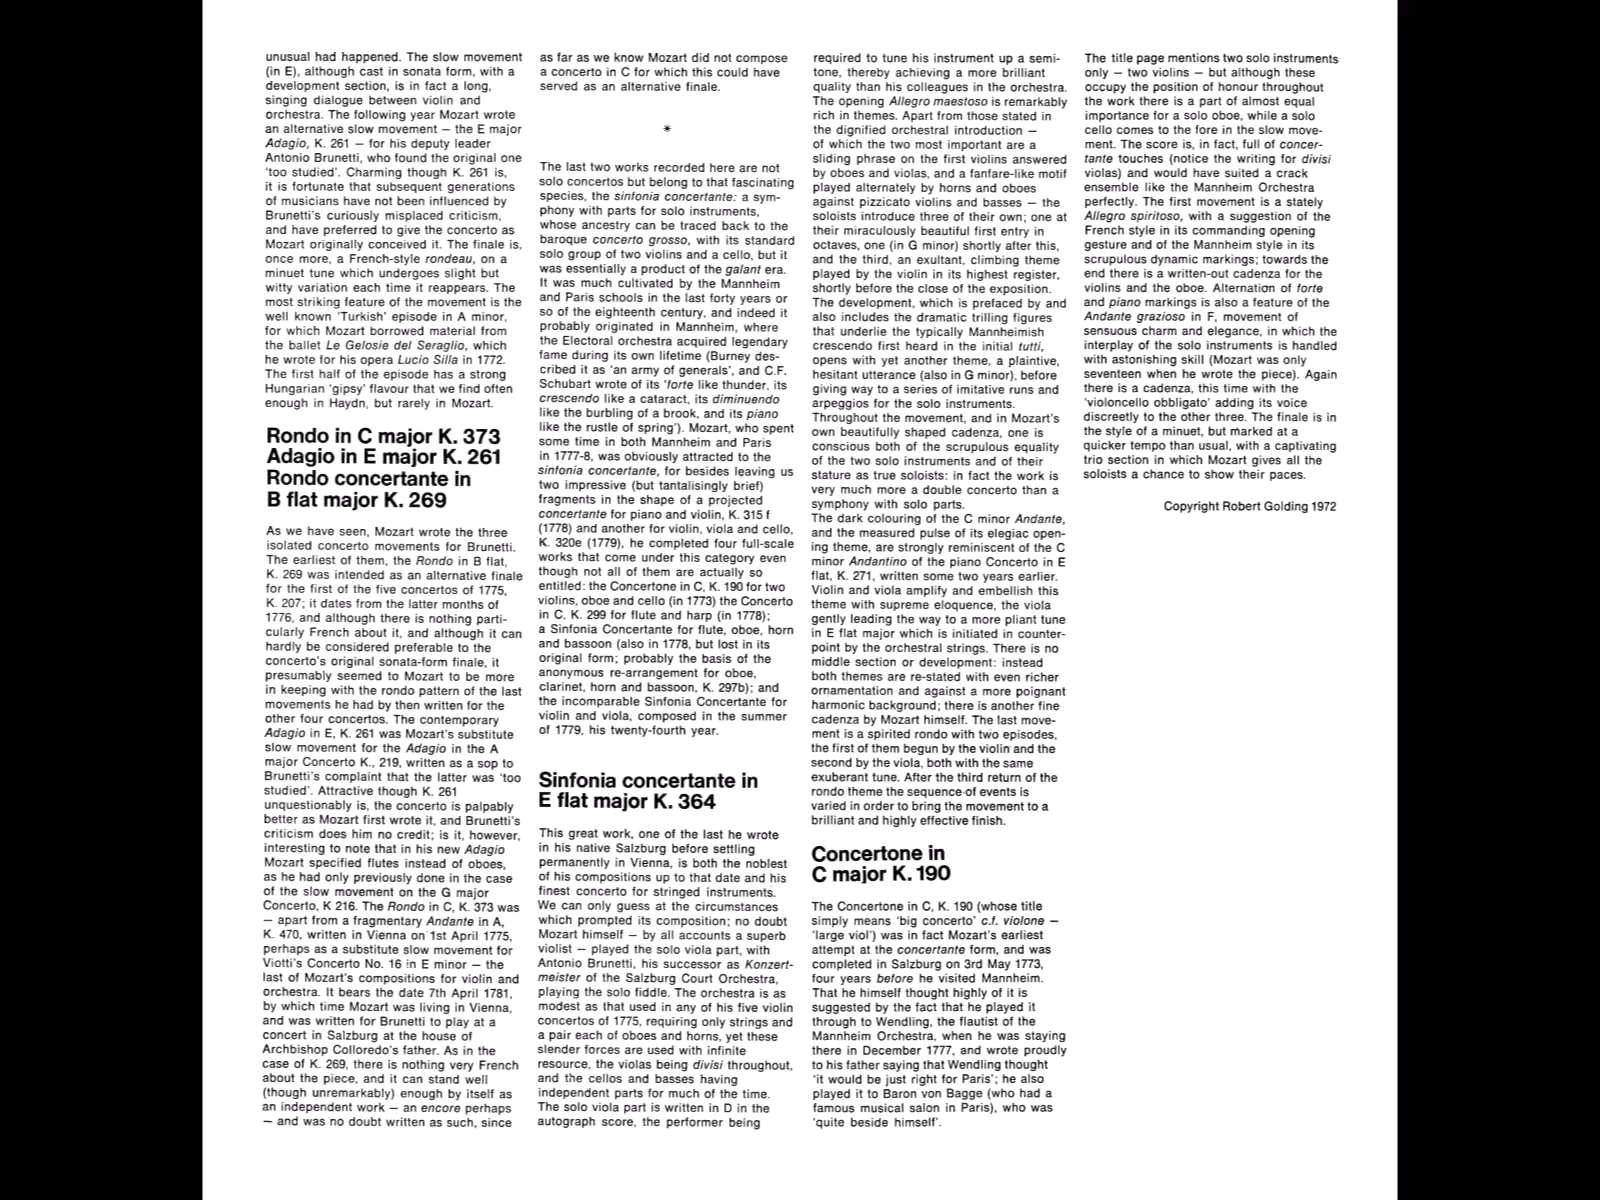 unusual had happened. The slow movement
(in E), although cast in sonata form, with a
development section, is in fact a long,
singing dialogue between violin and
orchestra. The following year Mozart wrote
an alternative slow movement — the E major
Adagio, K. 261 — for his deputy leader
Antonio Brunetti, who found the original one
'too studied'. Charming though K. 261 is,
it is fortunate that subsequent generations
of musicians have not been influenced by
Brunetti's curiously misplaced criticism,
and have preferred to give the concerto as
Mozart originally conceived it. The finale is,
once more, a French-style rondeau, on a
minuet tune which undergoes slight but
witty variation each time it reappears. The
most striking feature of the movement is the
well known 'Turkish' episode in A minor,
for which Mozart borrowed material from
the ballet Le Gelosie del Seraglio, which
he wrote for his opera Lucio Silla in 1772.
The first half of the episode has a strong
Hungarian 'gipsy' flavour that we find often
enough in Haydn, but rarely in Mozart.
Rondo in C major K. 373
Adagio in E major K. 261
Rondo concertante in
B flat major K. 269
As we have seen, Mozart wrote the three
isolated concerto movements for Brunetti.
The earliest of them, the Rondo in B flat,
K. 269 was intended as an alternative finale
for the first of the five concertos of 1775,
K. 207; it dates from the latter months of
1776, and although there is nothing parti-
cularly French about it, and although it can
hardly be considered preferable to the
concerto's original sonata-form finale, it
presumably seemed to Mozart to be more
in keeping with the rondo pattern of the last
movements he had by then written for the
other four concertos. The contemporary
Adagio in E, K. 261 was Mozart's substitute
slow movement for the Adagio in the A
major Concerto K., 219, written as a sop to
Brunetti's complaint that the latter was 'too
studied'. Attractive though K. 261
unquestionably is, the concerto is palpably
better as Mozart first wrote it, and Brunetti's
criticism does him no credit; is it, however,
interesting to note that in his new Adagio
Mozart specified flutes instead of oboes,
as he had only previously done in the case
of the slow movement on the G major
Concerto, K 216. The Rondo in C, K. 373 was
— apart from a fragmentary Andante in A,
K. 470, written in Vienna on 1st April 1775,
perhaps as a substitute slow movement for
Viotti's Concerto No. 16 in E minor — the
last of Mozart's compositions for violin and
orchestra. It bears the date 7th April 1781,
by which time Mozart was living in Vienna,
and was written for Brunetti to play at a
concert in Salzburg at the house of
Archbishop Colloredo's father. As in the
case of K. 269, there is nothing very French
about the piece, and it can stand well
(though unremarkably) enough by itself as
an independent work — an encore perhaps
— and was no doubt written as such, since
as far as we know Mozart did not compose
a concerto in C for which this could have
served as an alternative finale.
*
The last two works recorded here are not
solo concertos but belong to that fascinating
species, the sinfonia concertante: a sym-
phony with parts for solo instruments,
whose ancestry can be traced back to the
baroque concerto grosso, with its standard
solo group of two violins and a cello, but it
was essentially a product of the galant era.
It was much cultivated by the Mannheim
and Paris schools in the last forty years or
so of the eighteenth century, and indeed it
probably originated in Mannheim, where
the Electoral orchestra acquired legendary
fame during its own lifetime (Burney des-
cribed it as 'an army of generals', and C.F.
Schubart wrote of its 'forte like thunder, its
crescendo like a cataract, its diminuendo
like the burbling of a brook, and its piano
like the rustle of spring'). Mozart, who spent
some time in both Mannheim and Paris
in 1777-8, was obviously attracted to the
sinfonia concertante, for besides leaving us
two impressive (but tantalisingly brief)
fragments in the shape of a projected
concertante for piano and violin, K. 315 f
(1778) and another for violin, viola and cello,
K. 320e (1779), he completed four full-scale
works that come under this category even
though not all of them are actually so
entitled: the Concertone in C, K. 190 for two
violins, oboe and cello (in 1773) the Concerto
in C, K. 299 for flute and harp (in 1778);
a Sinfonia Concertante for flute, oboe, horn
and bassoon (also in 1778, but lost in its
original form; probably the basis of the
anonymous re-arrangement for oboe,
clarinet, horn and bassoon, K. 297b); and
the incomparable Sinfonia Concertante for
violin and viola, composed in the summer
of 1779, his twenty-fourth year.
Sinfonia concertante in
E flat major K. 364
This great work, one of the last he wrote
in his native Salzburg before settling
permanently in Vienna, is both the noblest
of his compositions up to that date and his
finest concerto for stringed instruments.
We can only guess at the circumstances
which prompted its composition; no doubt
Mozart himself — by all accounts a superb
violist — played the solo viola part, with
Antonio Brunetti, his successor as Konzert-
meister of the Salzburg Court Orchestra,
playing the solo fiddle. The orchestra is as
modest as that used in any of his five violin
concertos of 1775, requiring only strings and
a pair each of oboes and horns, yet these
slender forces are used with infinite
resource, the violas being divisi throughout,
and the cellos and basses having
independent parts for much of the time.
The solo viola part is written in D in the
autograph score, the performer being
required to tune his instrument up a semi-
tone, thereby achieving a more brilliant
quality than his colleagues in the orchestra.
The opening Allegro maestoso is remarkably
rich in themes. Apart from those stated in
the dignified orchestral introduction —
of which the two most important are a
sliding phrase on the first violins answered
by oboes and violas, and a fanfare-like motif
played alternately by horns and oboes
against pizzicato violins and basses — the
soloists introduce three of their own; one at
their miraculously beautiful first entry in
octaves, one (in G minor) shortly after this,
and the third, an exultant, climbing theme
played by the violin in its highest register,
shortly before the close of the exposition.
The development, which is prefaced by and
also includes the dramatic trilling figures
that underlie the typically Mannheimish
crescendo first heard in the initial tutti,
opens with yet another theme, a plaintive,
hesitant utterance (also in G minor), before
giving way to a series of imitative runs and
arpeggios for the solo instruments.
Throughout the movement, and in Mozart's
own beautifully shaped cadenza, one is
conscious both of the scrupulous equality
of the two solo instruments and of their
stature as true soloists: in fact the work is
very much more a double concerto than a
symphony with solo parts.
The dark colouring of the C minor Andante,
and the measured pulse of its elegiac open-
ing theme, are strongly reminiscent of the C
minor Andantino of the piano Concerto in E
flat, K. 271, written some two years earlier.
Violin and viola amplify and embellish this
theme with supreme eloquence, the viola
gently leading the way to a more pliant tune
in E flat major which is initiated in counter-
point by the orchestral strings. There is no
middle section or development: instead
both themes are re-stated with even richer
ornamentation and against a more poignant
harmonic background; there is another fine
cadenza by Mozart himself. The last move-
ment is a spirited rondo with two episodes,
the first of them begun by the violin and the
second by the viola, both with the same
exuberant tune. After the third return of the
rondo theme the sequence of events is
varied in order to bring the movement to a
brilliant and highly effective finish.
Concertone in
C major K. 190
The Concertone in C, K. 190 (whose title
simply means 'big concerto' c.f. violone —
'large viol') was in fact Mozart's earliest
attempt at the concertante form, and was
completed in Salzburg on 3rd May 1773,
four years before he visited Mannheim.
That he himself thought highly of it is
suggested by the fact that he played it
through to Wendling, the flautist of the
Mannheim Orchestra, when he was staying
there in December 1777, and wrote proudly
to his father saying that Wendling thought
'it would be just right for Paris'; he also
played it to Baron von Bagge (who had a
famous musical salon in Paris), who was
'quite beside himself'.
The title page mentions two solo instruments
only — two violins — but although these
occupy the position of honour throughout
the work there is a part of almost equal
importance for a solo oboe, while a solo
cello comes to the fore in the slow move-
ment. The score is, in fact, full of concer-
tante touches (notice the writing for divisi
violas) and would have suited a crack
ensemble like the Mannheim Orchestra
perfectly. The first movement is a stately
Allegro spiritoso, with a suggestion of the
French style in its commanding opening
gesture and of the Mannheim style in its
scrupulous dynamic markings; towards the
end there is a written-out cadenza for the
violins and the oboe. Alternation of forte
and piano markings is also a feature of the
Andante grazioso in F, movement of
sensuous charm and elegance, in which the
interplay of the solo instruments is handled
with astonishing skill (Mozart was only
seventeen when he wrote the piece). Again
there is a cadenza, this time with the
'violoncello obbligato' adding its voice
discreetly to the other three. The finale is in
the style of a minuet, but marked at a
quicker tempo than usual, with a captivating
trio section in which Mozart gives all the
soloists a chance to show their paces.
Copyright Robert Golding 1972